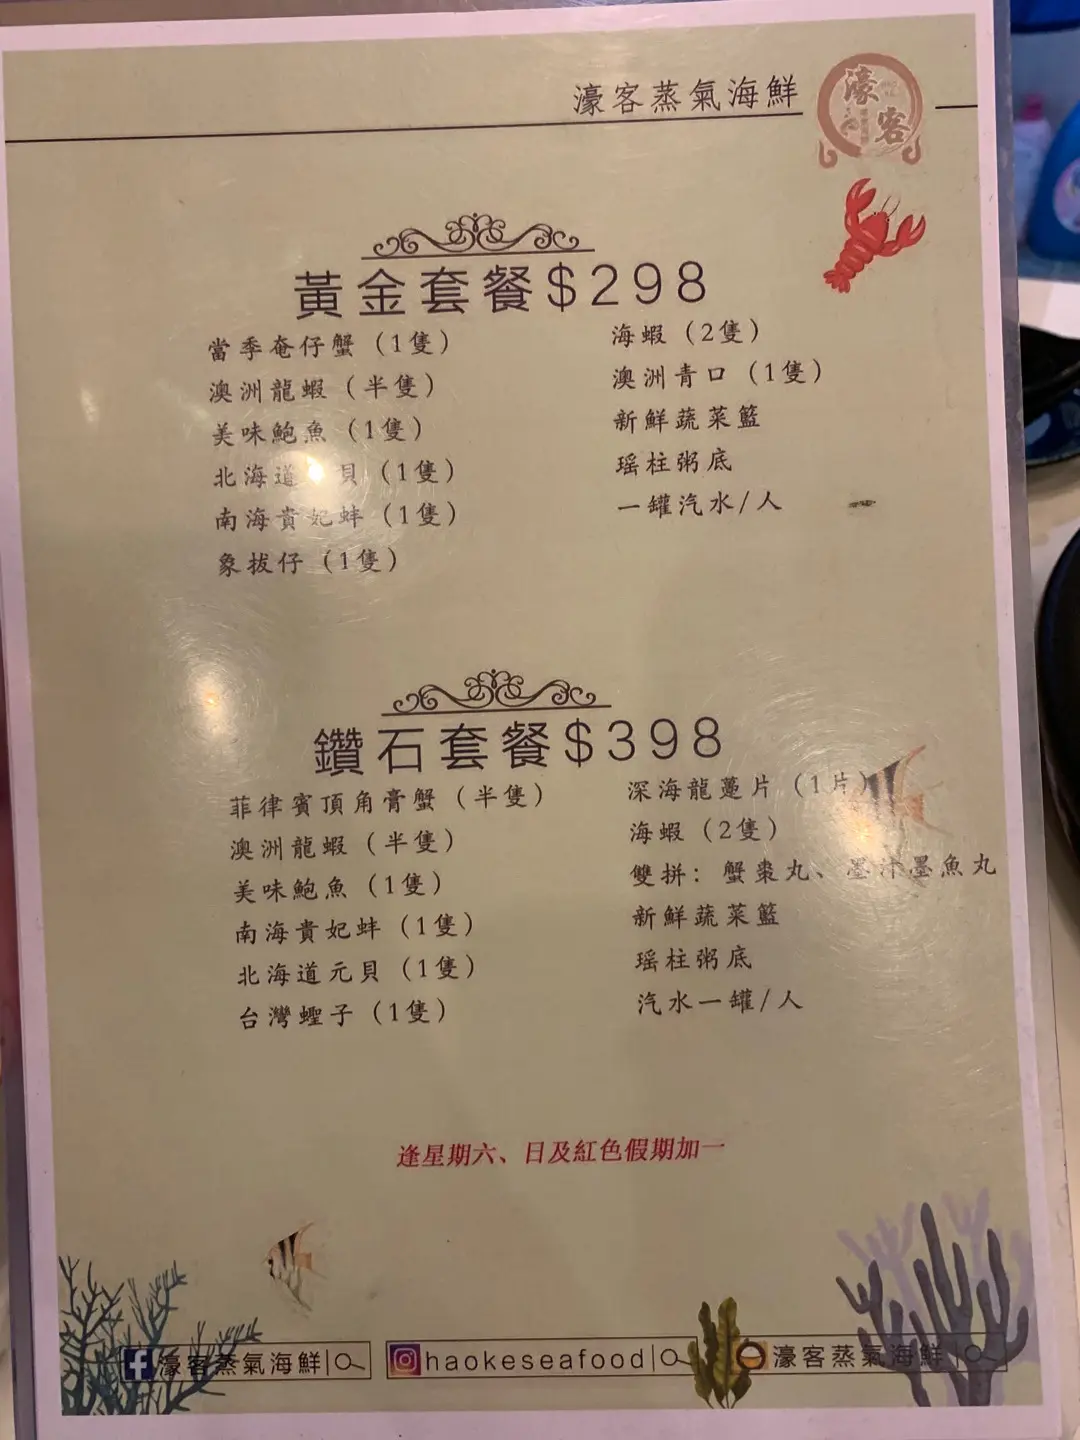 濠客蒸氣海鮮
濠
客
黃金套餐$298
當季奄仔蟹（1隻）
澳洲龍蝦（半隻）
美味鮑魚（1隻）
北海道 貝（1隻）
南海貴妃蚌（1隻）
象拔仔（1隻）
海蝦（2隻）
澳洲青口（1隻）
新鮮蔬菜籃
瑶柱粥底
一罐汽水/人
鑽石套餐$398
菲律賓頂角膏蟹（半隻）
澳洲龍蝦（半隻）
美味鮑魚（1隻）
南海貴妃蚌（1隻）
北海道元貝（1隻）
台灣蟶子（1隻）
深海龍躉片（1片）
海蝦（2隻）
雙拼：蟹棗丸、墨汁墨魚丸
新鮮蔬菜籃
瑶柱粥底
汽水一罐/人
逢星期六、日及紅色假期加一
濠客蒸氣海鮮
haokeseafood
濠客蒸氣海鮮